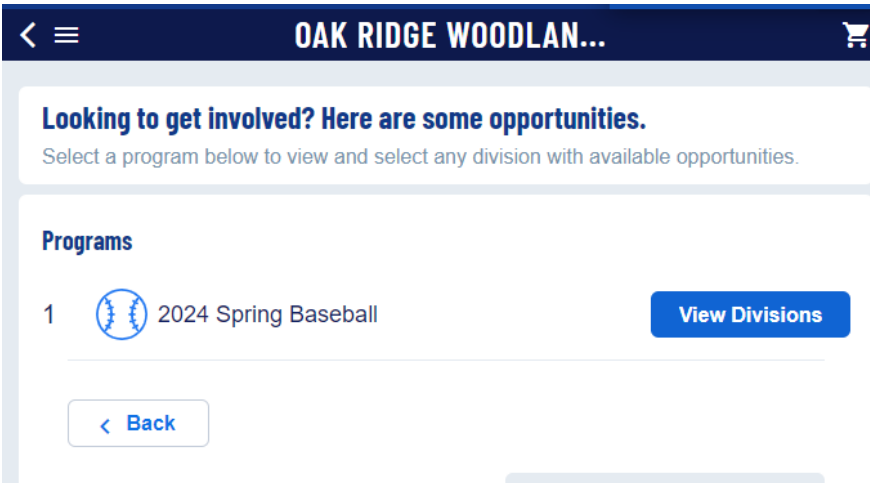 OAK RIDGE WOODLAN...
Looking to get involved? Here are some opportunities.
Select a program below to view and select any division with available opportunities.
Programs
1 2024 Spring Baseball View Divisions
Back